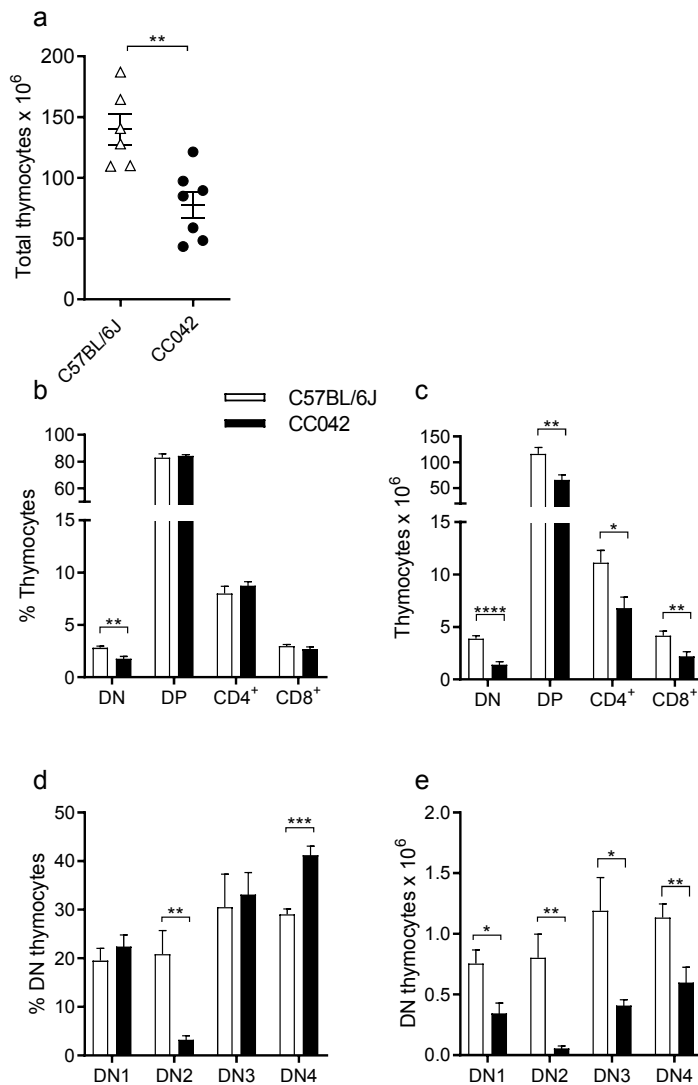 a
**
Total thymocytes x 10⁶
200
150
100
50
0
C57BL/6J
CC042
b
C57BL/6J
CC042
% Thymocytes
100
80
60
15
10
5
0
**
DN
DP
CD4⁺
CD8⁺
c
Thymocytes x 10⁶
150
100
50
15
10
5
0
****
**
*
**
DN
DP
CD4⁺
CD8⁺
d
% DN thymocytes
50
40
30
20
10
0
**
***
DN1
DN2
DN3
DN4
e
DN thymocytes x 10⁶
2.0
1.5
1.0
0.5
0.0
*
**
*
**
DN1
DN2
DN3
DN4